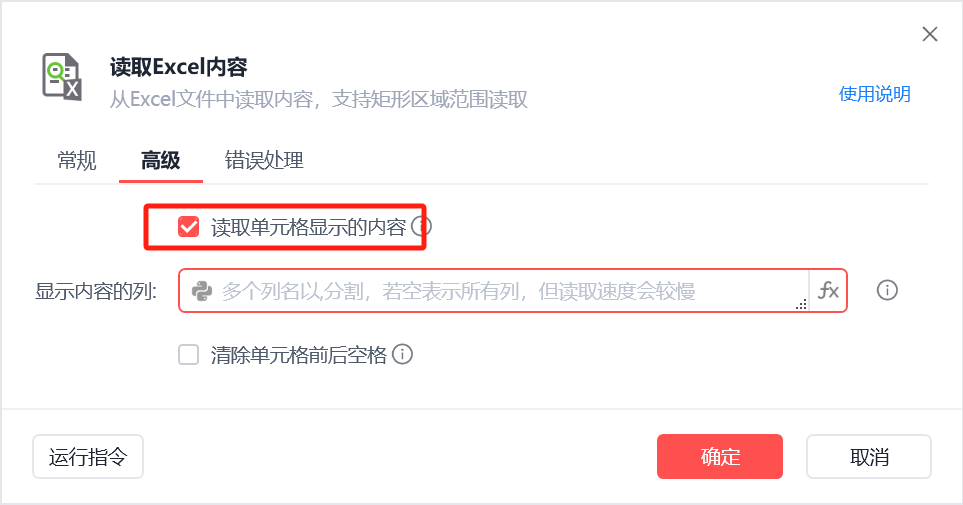 读取Excel内容
从Excel文件中读取内容，支持矩形区域范围读取
使用说明
常规 高级 错误处理
读取单元格显示的内容
显示内容的列: 多个列名以,分割，若空表示所有列，但读取速度会较慢 fx
清除单元格前后空格
运行指令 确定 取消